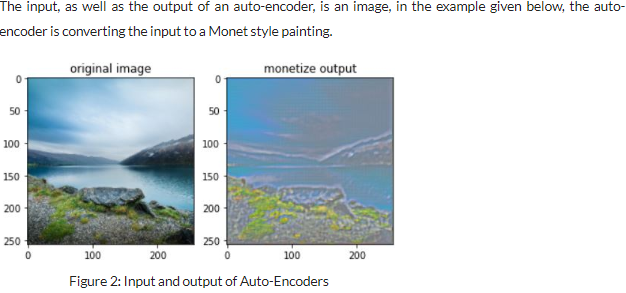 The input, as well as the output of an auto-encoder, is an image, in the example given below, the auto-
encoder is converting the input to a Monet style painting.
original image monetize output
0 0
50 50
100 100
150 150
200 200
250 250
0 100 200 0 100 200
Figure 2: Input and output of Auto-Encoders